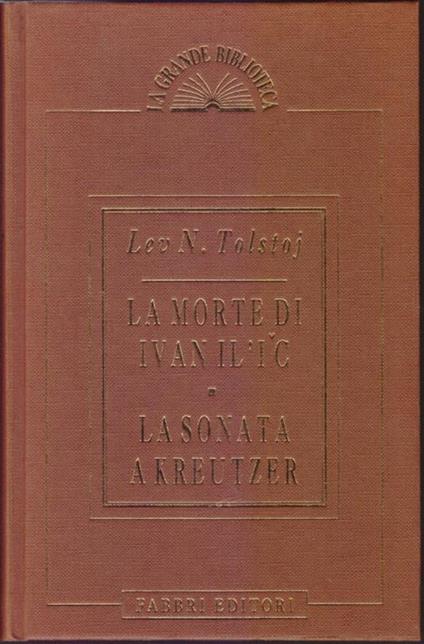 LA GRANDE BIBLIOTECA
Lev N. Tolstoj
LA MORTE DI
IVAN IL'IČ
LA SONATA
A KREUTZER
FABBRI EDITORI